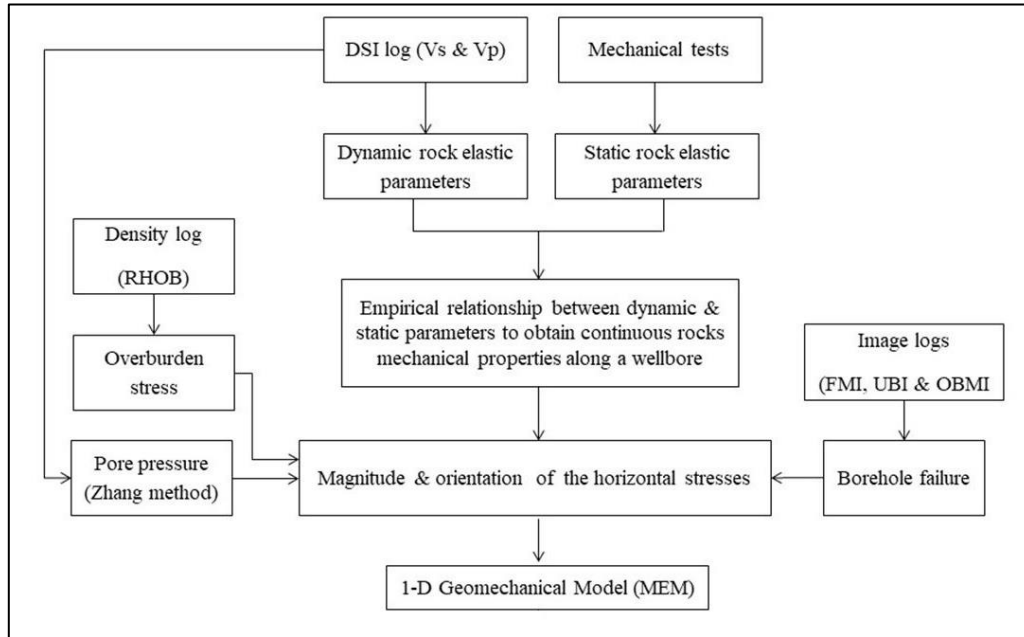 DSI log (Vs & Vp)
Mechanical tests
Dynamic rock elastic
parameters
Static rock elastic
parameters
Density log
(RHOB)
Empirical relationship between dynamic &
static parameters to obtain continuous rocks
mechanical properties along a wellbore
Image logs
(FMI, UBI & OBMI
Overburden
stress
Pore pressure
(Zhang method)
Magnitude & orientation of the horizontal stresses
Borehole failure
1-D Geomechanical Model (MEM)